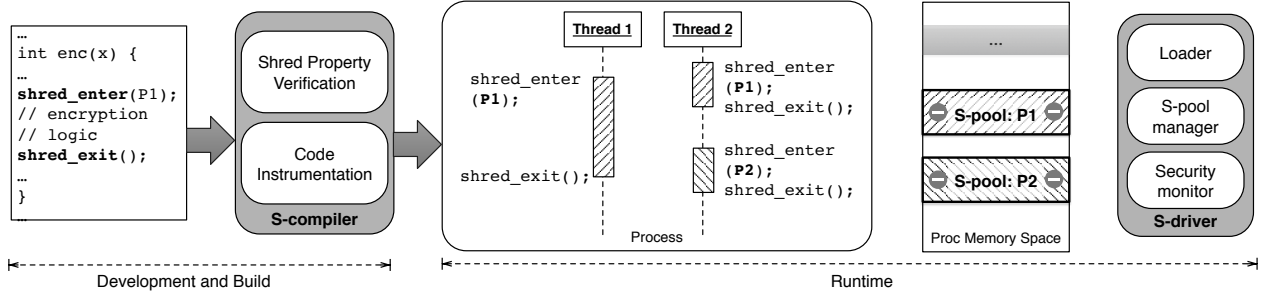 …
int enc(x) {
…
shred_enter(P1);
// encryption
// logic
shred_exit();
…
}
…
Shred Property
Verification
Code
Instrumentation
S-compiler
Thread 1
shred_enter
(P1);
shred_exit();
Thread 2
shred_enter
(P1);
shred_exit();
shred_enter
(P2);
shred_exit();
Process
...
S-pool: P1
S-pool: P2
Proc Memory Space
Loader
S-pool
manager
Security
monitor
S-driver
Development and Build
Runtime